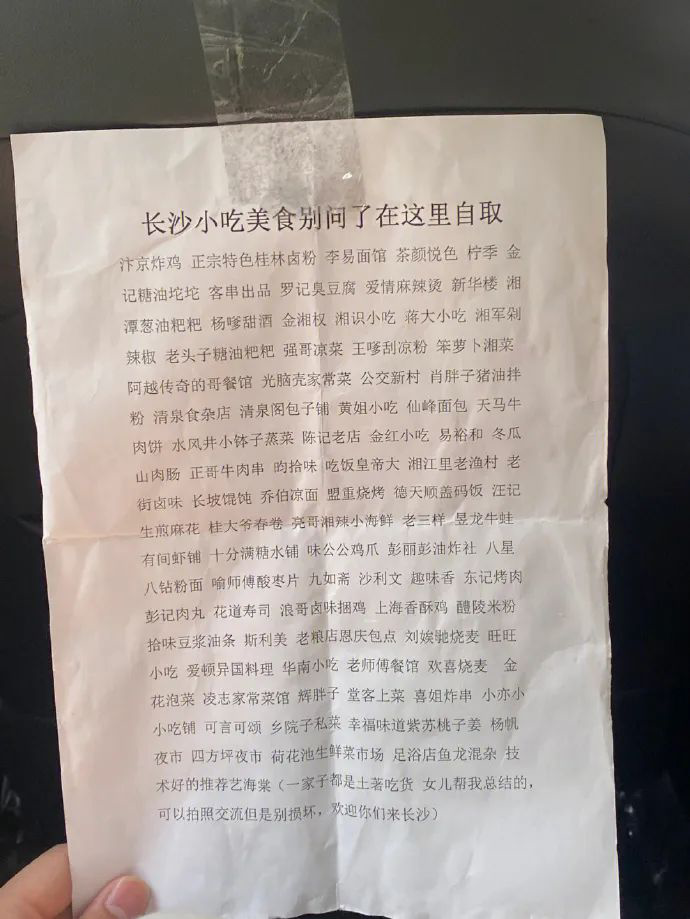 长沙小吃美食别问了在这里自取
汴京炸鸡 正宗特色桂林卤粉 李易面馆 茶颜悦色 柠季 金
记糖油坨坨 客串出品 罗记臭豆腐 爱情麻辣烫 新华楼 湘
潭葱油粑粑 杨嗲甜酒 金湘权 湘识小吃 蒋大小吃 湘军剁
辣椒 老头子糖油粑粑 强哥凉菜 王嗲刮凉粉 笨萝卜湘菜
阿越传奇的哥餐馆 光脑壳家常菜 公交新村 肖胖子猪油拌
粉 清泉食杂店 清泉阁包子铺 黄姐小吃 仙峰面包 天马牛
肉饼 水风井小钵子蒸菜 陈记老店 金红小吃 易裕和 冬瓜
山肉肠 正哥牛肉串 昀拾味 吃饭皇帝大 湘江里老渔村 老
街卤味 长坡馄饨 乔伯凉面 盟重烧烤 德天顺盖码饭 汪记
生煎麻花 桂大爷春卷 亮哥湘辣小海鲜 老三样 昱龙牛蛙
有间虾铺 十分满糖水铺 味公公鸡爪 彭丽彭油炸社 八星
八钻粉面 喻师傅酸枣片 九如斋 沙利文 趣味香 东记烤肉
彭记肉丸 花道寿司 浪哥卤味捆鸡 上海香酥鸡 醴陵米粉
拾味豆浆油条 斯利美 老粮店恩庆包点 刘娭驰烧麦 旺旺
小吃 爱顿异国料理 华南小吃 老师傅餐馆 欢喜烧麦 金
花泡菜 凌志家常菜馆 辉胖子 堂客上菜 喜姐炸串 小亦小
小吃铺 可言可颂 乡院子私菜 幸福味道紫苏桃子姜 杨帆
夜市 四方坪夜市 荷花池生鲜菜市场 足浴店鱼龙混杂 技
术好的推荐艺海棠（一家子都是土著吃货 女儿帮我总结的，
可以拍照交流但是别损坏，欢迎你们来长沙）